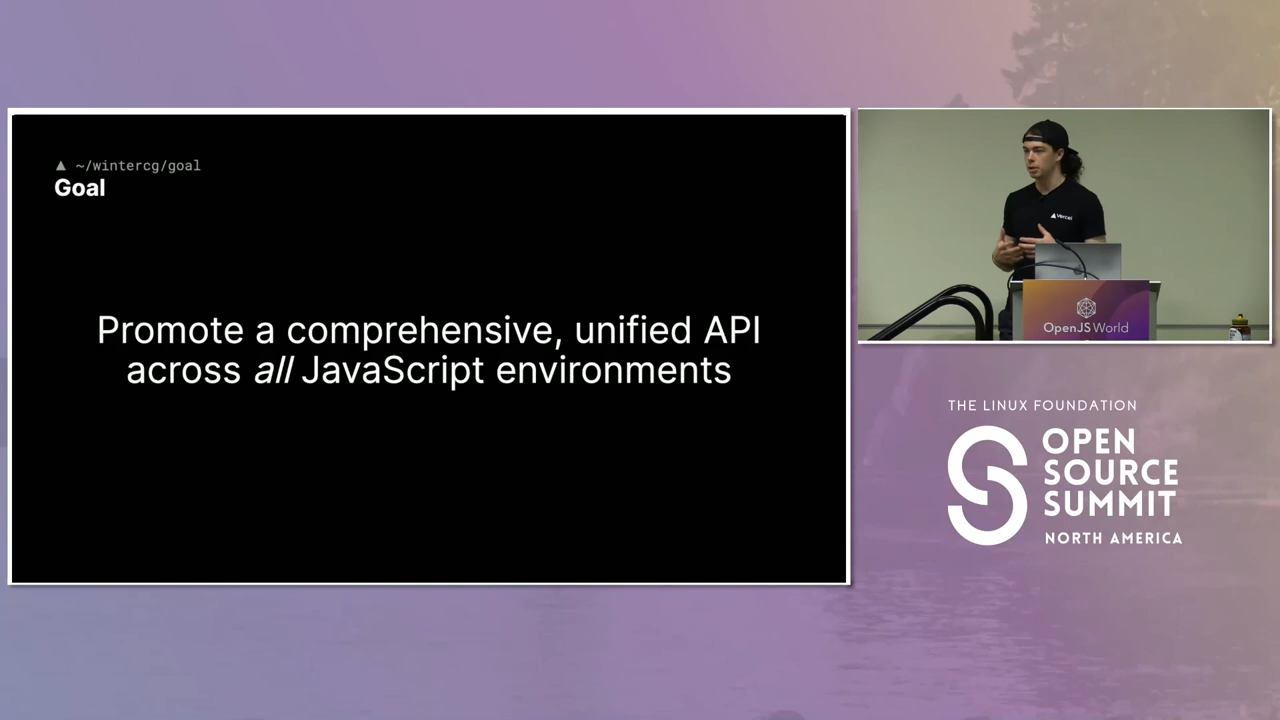 ▲ ~/wintercg/goal
Goal
Promote a comprehensive, unified API
across all JavaScript environments
Vercel
OpenJS World
THE LINUX FOUNDATION
OPEN
SOURCE
SUMMIT
NORTH AMERICA